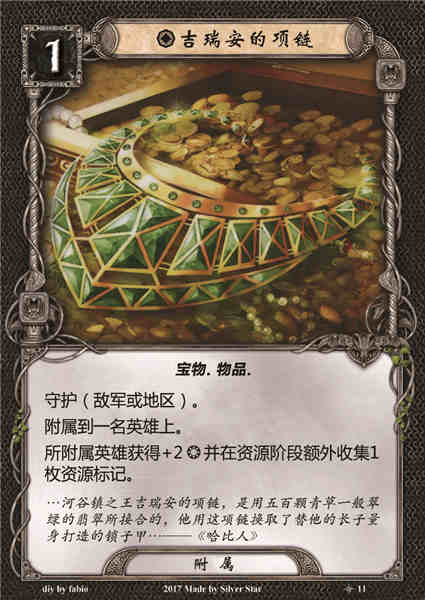 1
吉瑞安的项链
宝物. 物品.
守护（敌军或地区）。
附属到一名英雄上。
所附属英雄获得+2 并在资源阶段额外收集1
枚资源标记。
…河谷镇之王吉瑞安的项链，是用五百颗青草一般翠
绿的翡翠所接合的，他用这项链换取了替他的长子量
身打造的锁子甲…——《哈比人》
附 属
diy by fabio 2017 Made by Silver Star 11